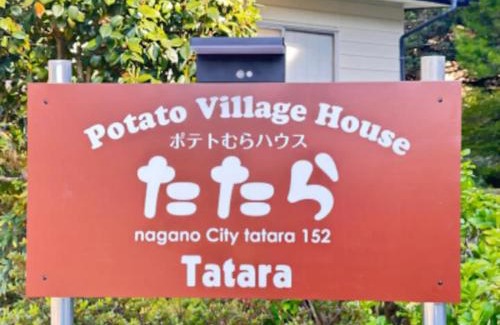 Potato Village House
ポテトむらハウス
たたら
nagano City tatara 152
Tatara